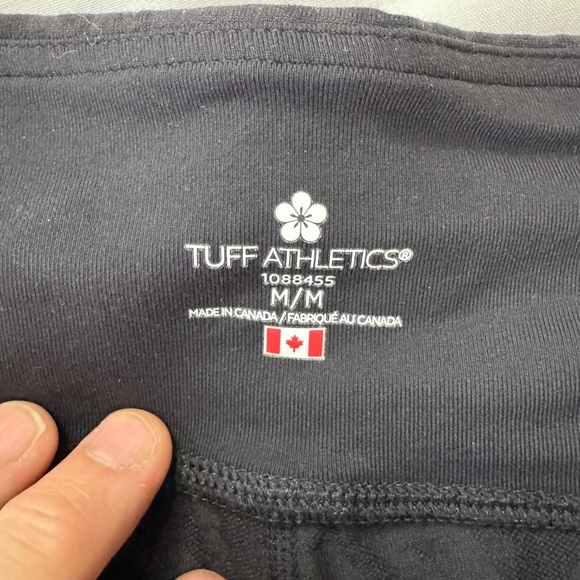 TUFF ATHLETICS®
1088455
M/M
MADE IN CANADA / FABRIQUÉ AU CANADA